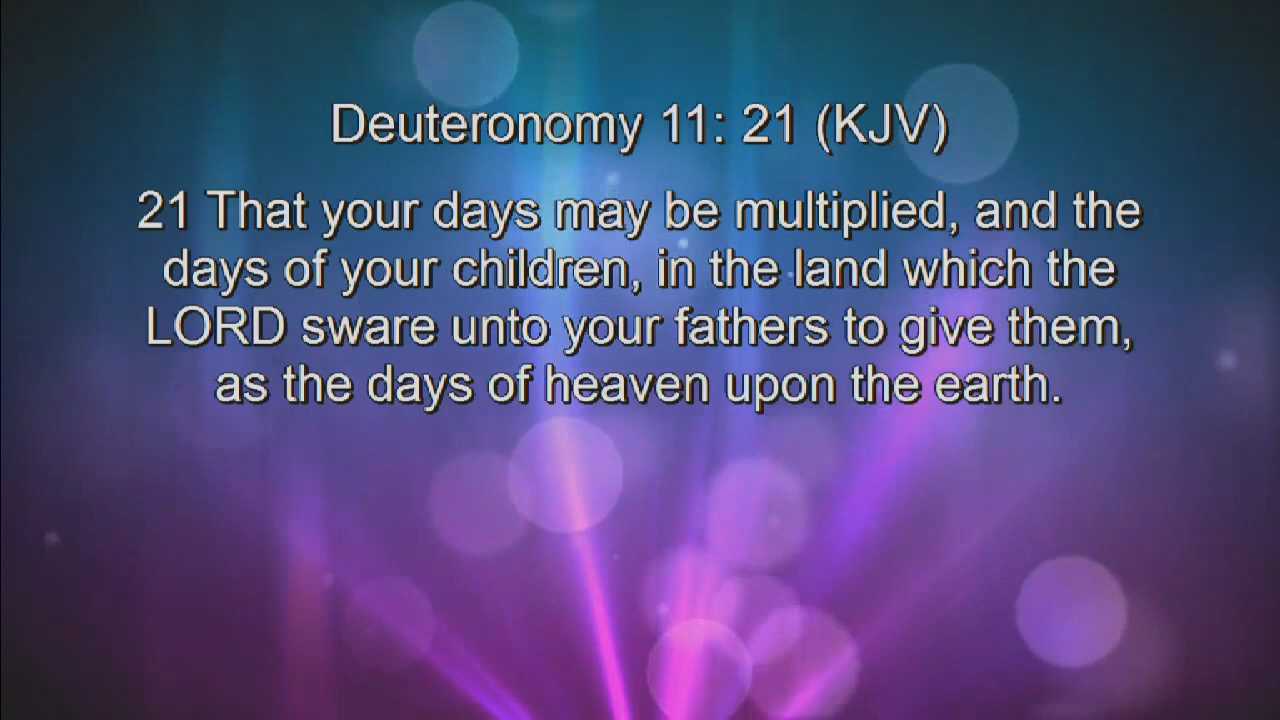 Deuteronomy 11: 21 (KJV)
21 That your days may be multiplied, and the
days of your children, in the land which the
LORD sware unto your fathers to give them,
as the days of heaven upon the earth.